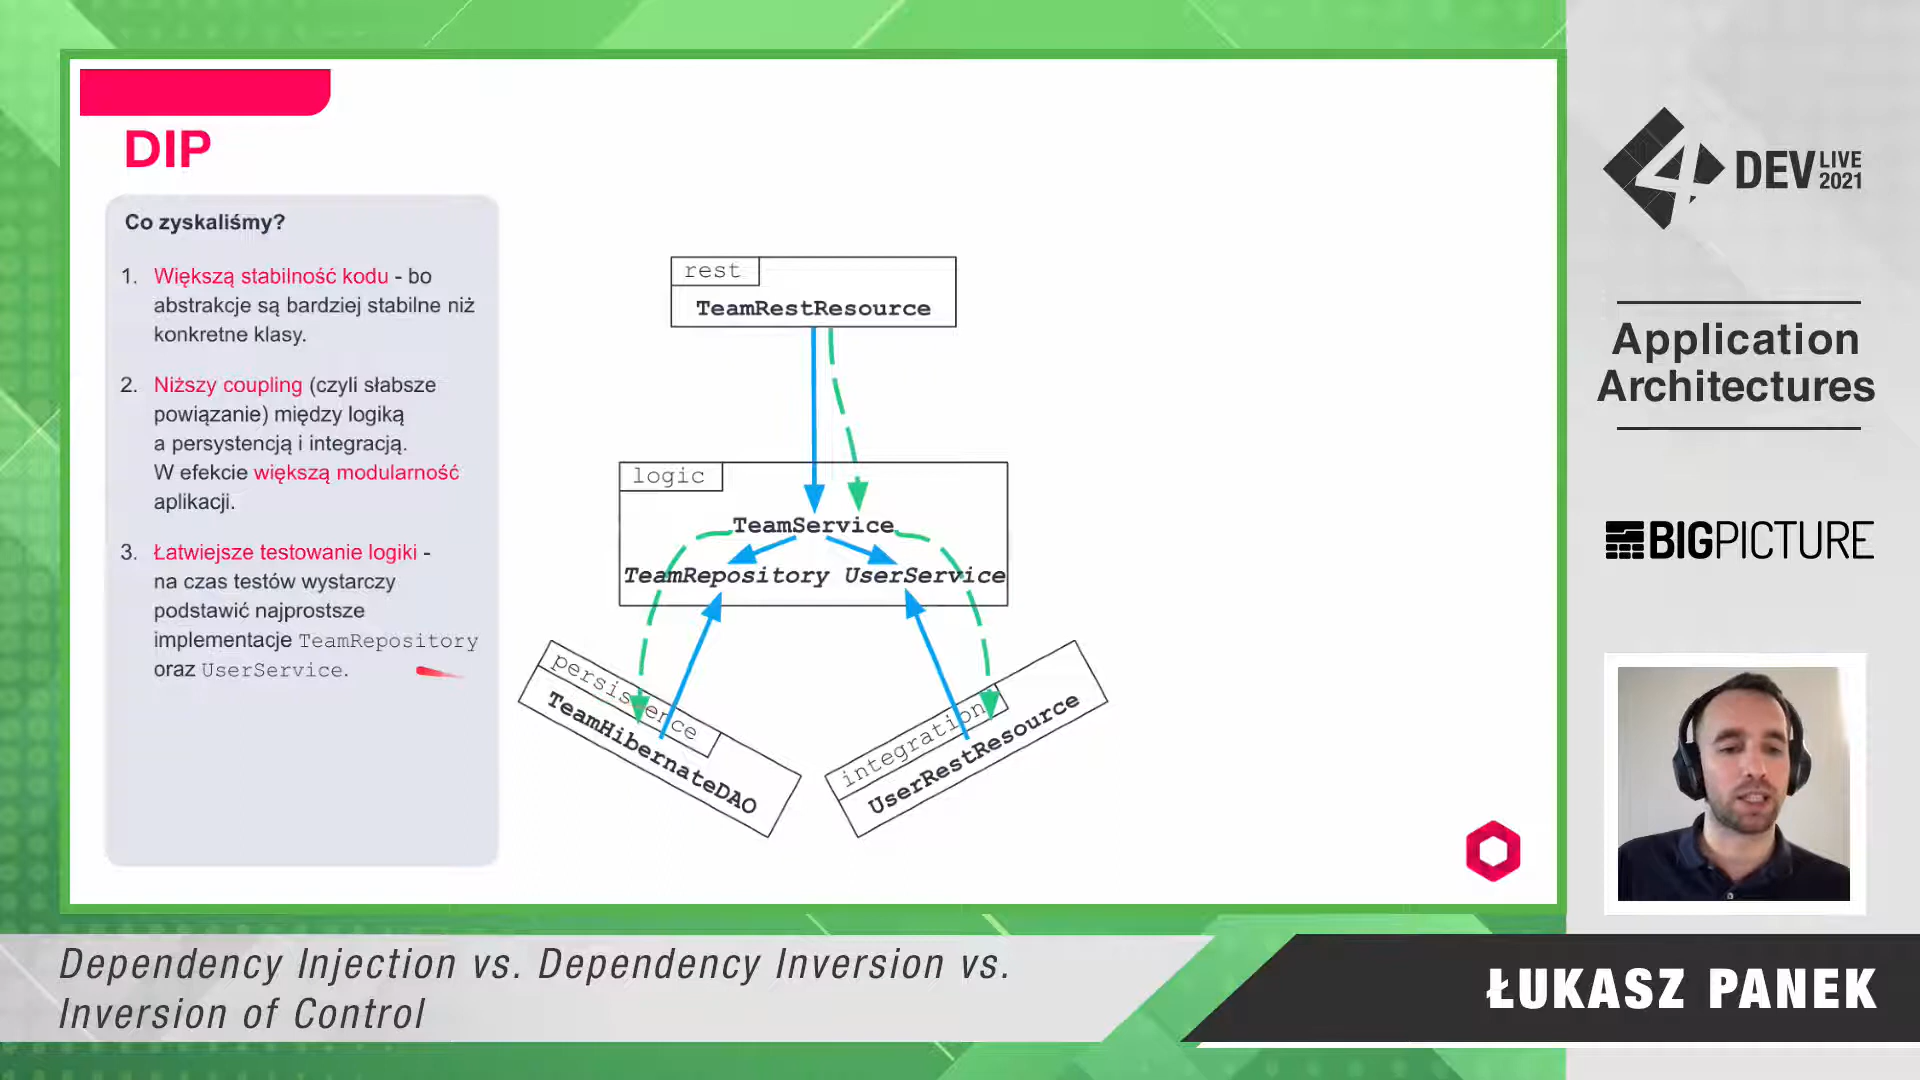 DIP
Co zyskaliśmy?
1. Większą stabilność kodu - bo
abstrakcje są bardziej stabilne niż
konkretne klasy.
2. Niższy coupling (czyli słabsze
powiązanie) między logiką
a persystencją i integracją.
W efekcie większą modularność
aplikacji.
3. Łatwiejsze testowanie logiki -
na czas testów wystarczy
podstawić najprostsze
implementacje TeamRepository
oraz UserService.
rest
TeamRestResource
logic
TeamService
TeamRepository UserService
persistence
TeamHibernateDAO
integration
UserRestResource
4DEV LIVE
2021
Application
Architectures
BIGPICTURE
Dependency Injection vs. Dependency Inversion vs.
Inversion of Control
ŁUKASZ PANEK